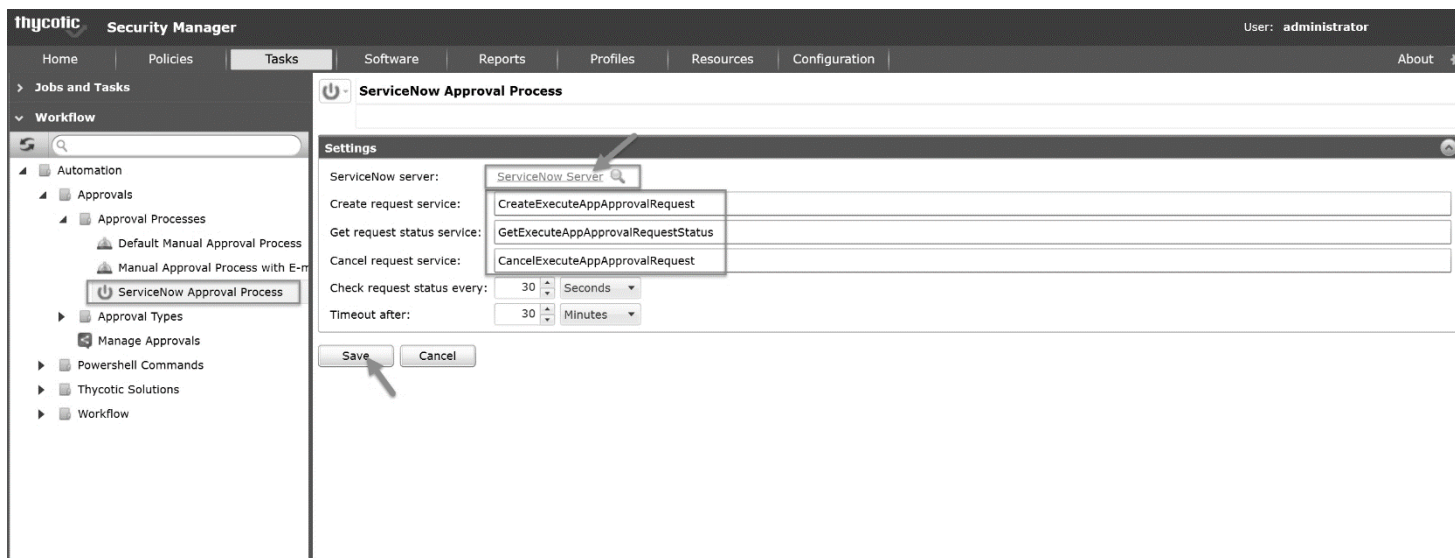 thycotic Security Manager
User: administrator
Home Policies Tasks Software Reports Profiles Resources Configuration About
Jobs and Tasks
Workflow
Automation
Approvals
Approval Processes
Default Manual Approval Process
Manual Approval Process with E-m
ServiceNow Approval Process
Approval Types
Manage Approvals
Powershell Commands
Thycotic Solutions
Workflow
ServiceNow Approval Process
Settings
ServiceNow server: ServiceNow Server
Create request service: CreateExecuteAppApprovalRequest
Get request status service: GetExecuteAppApprovalRequestStatus
Cancel request service: CancelExecuteAppApprovalRequest
Check request status every: 30 Seconds
Timeout after: 30 Minutes
Save Cancel